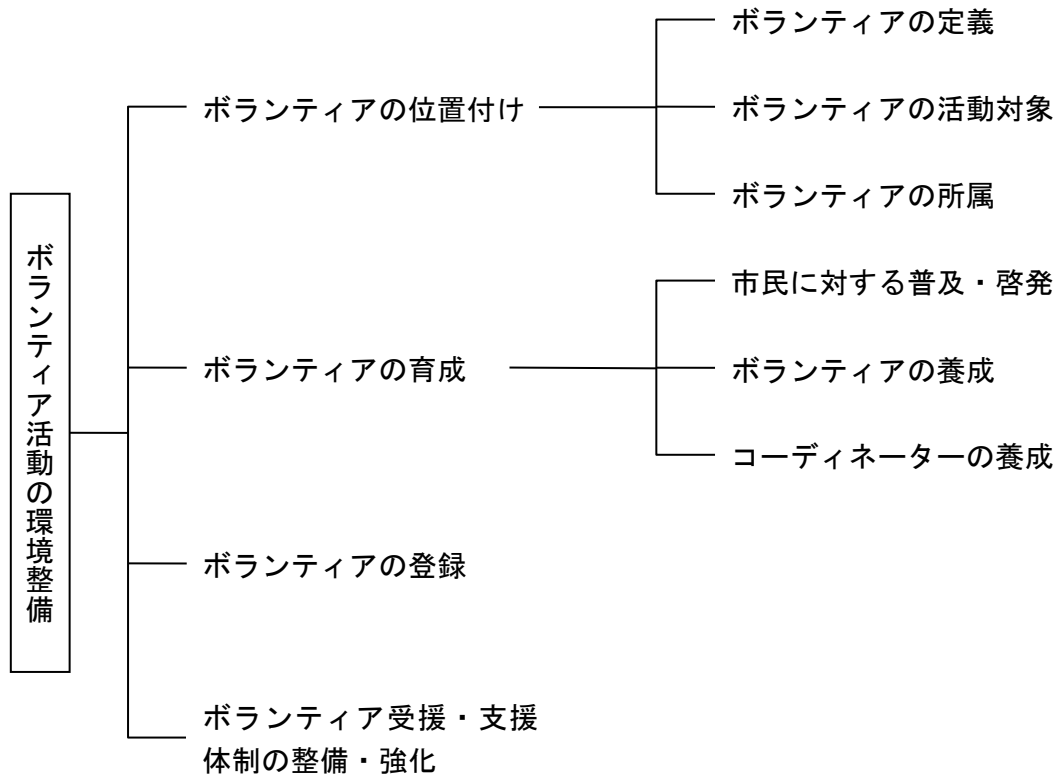 ボランティア活動の環境整備
ボランティアの位置付け
ボランティアの定義
ボランティアの活動対象
ボランティアの所属
ボランティアの育成
市民に対する普及・啓発
ボランティアの養成
コーディネーターの養成
ボランティアの登録
ボランティア受援・支援
体制の整備・強化